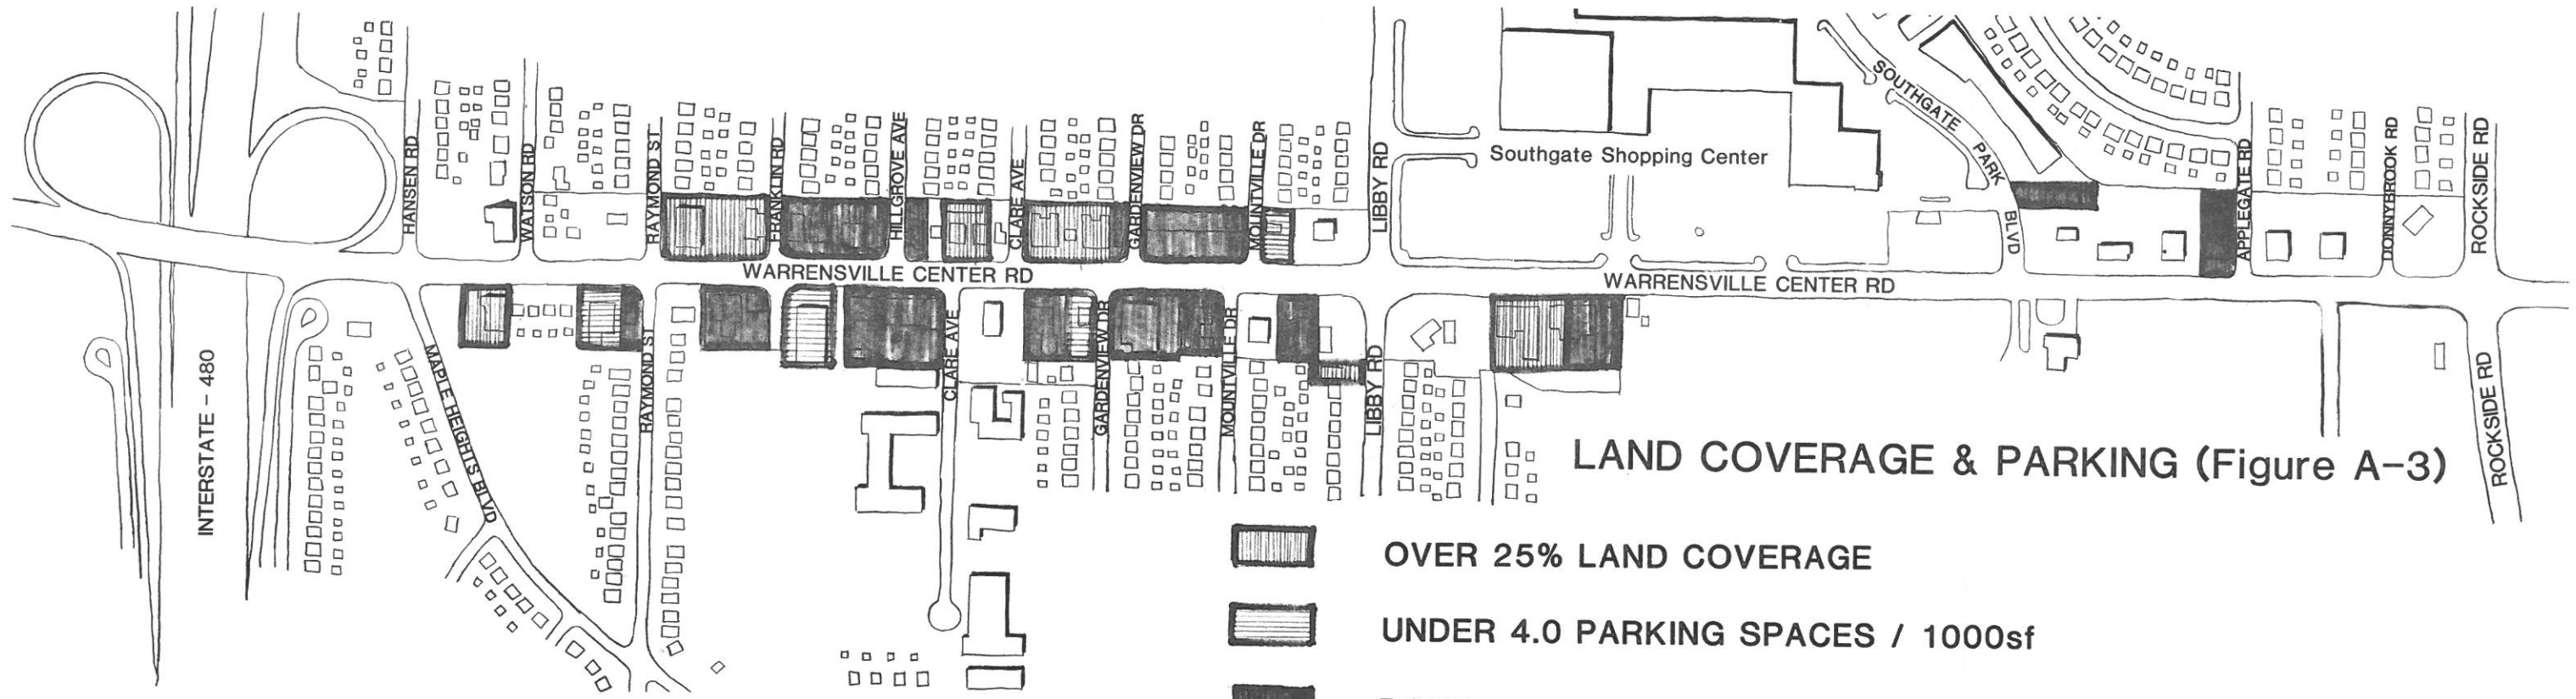 HANSEN RD
WATSON RD
RAYMOND ST
FRANKLIN RD
HILLGROVE AVE
CLARE AVE
GARDENVIEW DR
MOUNTVILLE DR
LIBBY RD
Southgate Shopping Center
SOUTHGATE PARK BLVD
APPLEGATE RD
DONNYBROOK RD
ROCKSIDE RD
WARRENSVILLE CENTER RD
WARRENSVILLE CENTER RD
INTERSTATE - 480
MAPLE HEIGHTS BLVD
RAYMOND ST
CLARE AVE
GARDENVIEW DR
MOUNTVILLE DR
LIBBY RD
ROCKSIDE RD
LAND COVERAGE & PARKING (Figure A-3)
OVER 25% LAND COVERAGE
UNDER 4.0 PARKING SPACES / 1000sf